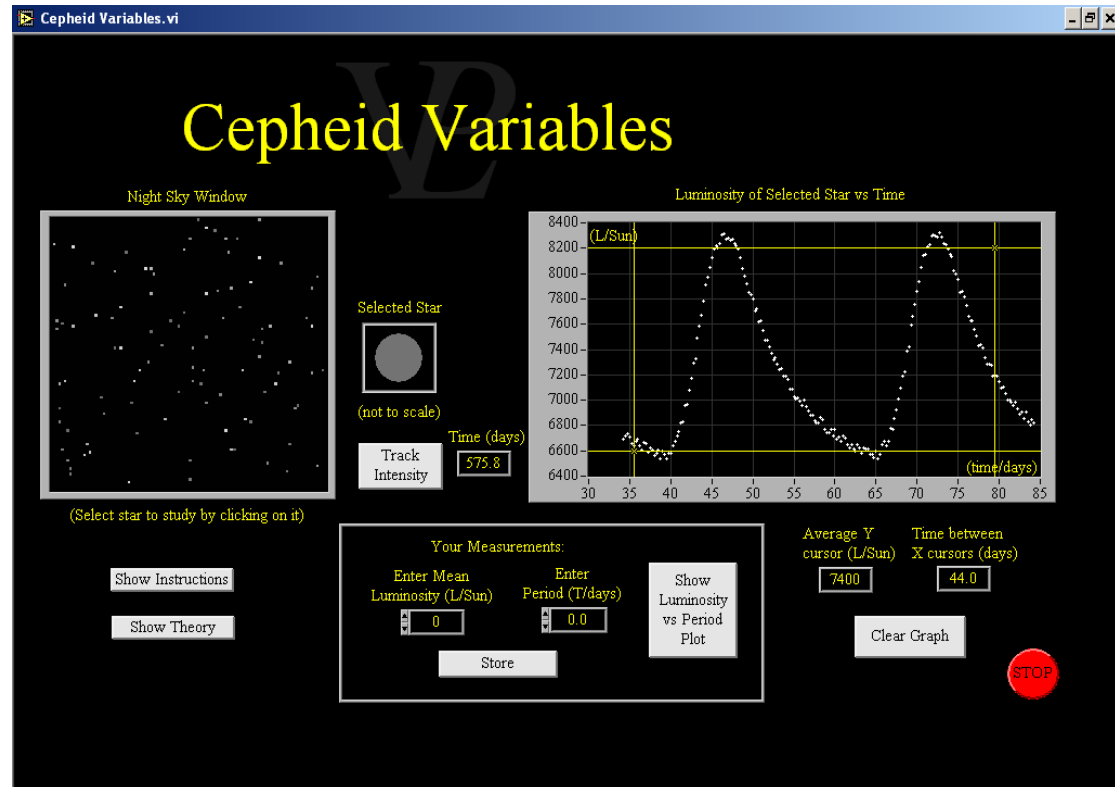 Cepheid Variables.vi
VPL
Cepheid Variables
Night Sky Window
(Select star to study by clicking on it)
Show Instructions
Show Theory
Selected Star
(not to scale)
Track
Intensity
Time (days)
575.8
Luminosity of Selected Star vs Time
(L/Sun)
8400
8200
8000
7800
7600
7400
7200
7000
6800
6600
6400
(time/days)
30 35 40 45 50 55 60 65 70 75 80 85
Your Measurements:
Enter Mean
Luminosity (L/Sun)
0
Enter
Period (T/days)
0.0
Store
Show
Luminosity
vs Period
Plot
Average Y
cursor (L/Sun)
7400
Time between
X cursors (days)
44.0
Clear Graph
STOP